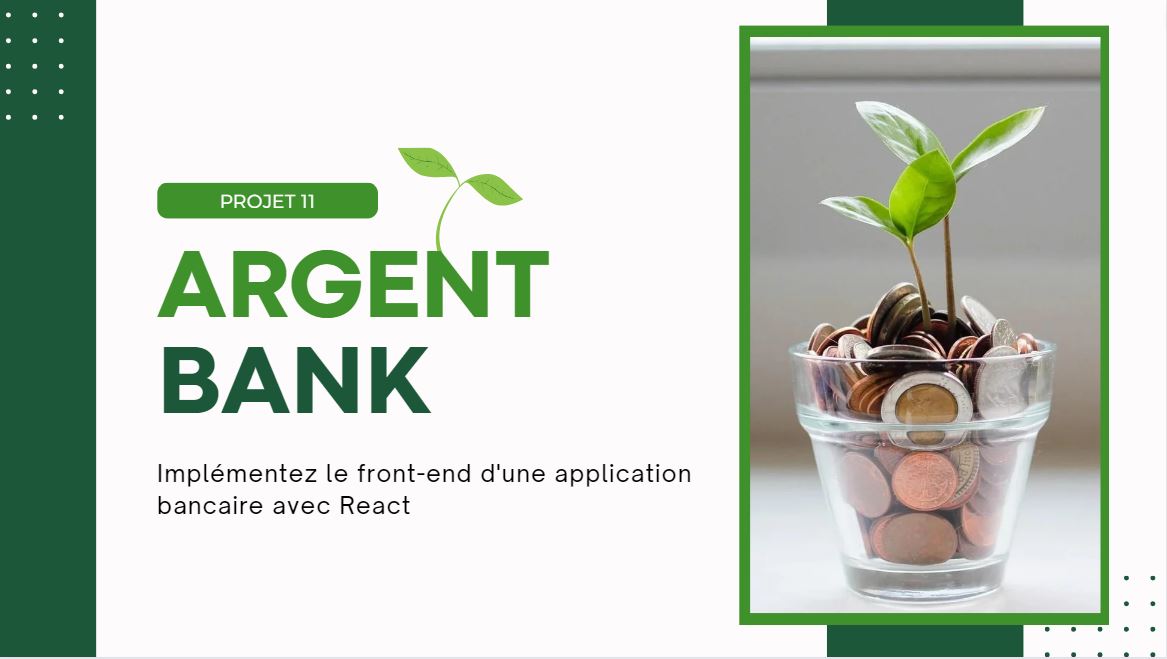 PROJET 11
ARGENT
BANK
Implémentez le front-end d'une application
bancaire avec React